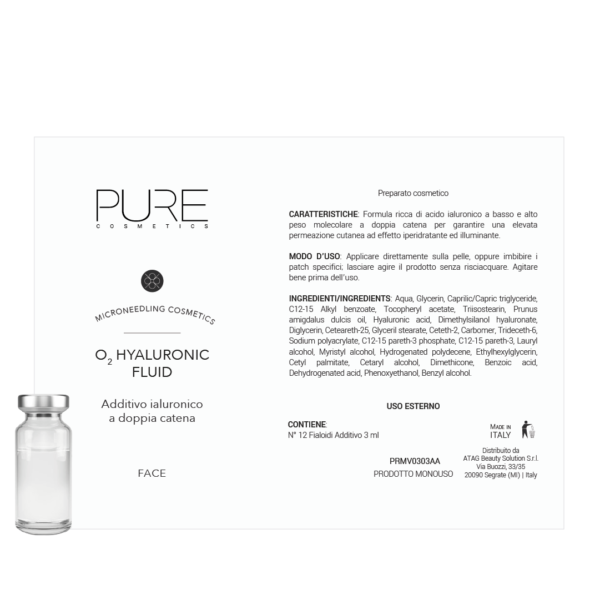 PURE
COSMETICS
MICRONEEDLING COSMETICS
O2 HYALURONIC
FLUID
Additivo ialuronico
a doppia catena
FACE
Preparato cosmetico
CARATTERISTICHE: Formula ricca di acido ialuronico a basso e alto
peso molecolare a doppia catena per garantire una elevata
permeazione cutanea ad effetto iperidratante ed illuminante.
MODO D'USO: Applicare direttamente sulla pelle, oppure imbibire i
patch specifici; lasciare agire il prodotto senza risciacquare. Agitare
bene prima dell'uso.
INGREDIENTI/INGREDIENTS: Aqua, Glycerin, Caprilic/Capric triglyceride,
C12-15 Alkyl benzoate, Tocopheryl acetate, Triisostearin, Prunus
amigdalus dulcis oil, Hyaluronic acid, Dimethylsilanol hyaluronate,
Diglycerin, Ceteareth-25, Glyceril stearate, Ceteth-2, Carbomer, Trideceth-6,
Sodium polyacrylate, C12-15 pareth-3 phosphate, C12-15 pareth-3, Lauryl
alcohol, Myristyl alcohol, Hydrogenated polydecene, Ethylhexylglycerin,
Cetyl palmitate, Cetaryl alcohol, Dimethicone, Benzoic acid,
Dehydrogenated acid, Phenoxyethanol, Benzyl alcohol.
USO ESTERNO
CONTIENE:
N° 12 Fialoidi Additivo 3 ml
MADE IN
ITALY
PRMV0303AA
PRODOTTO MONOUSO
Distribuito da
ATAG Beauty Solution S.r.l.
Via Buozzi, 33/35
20090 Segrate (MI) | Italy